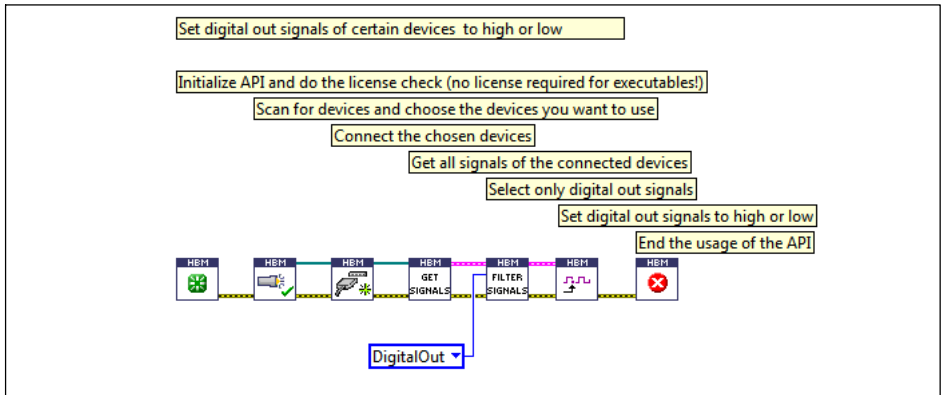 Set digital out signals of certain devices  to high or low
Initialize API and do the license check (no license required for executables!)
Scan for devices and choose the devices you want to use
Connect the chosen devices
Get all signals of the connected devices
Select only digital out signals
Set digital out signals to high or low
End the usage of the API
HBM HBM HBM HBM HBM HBM HBM
GET FILTER
SIGNALS SIGNALS
DigitalOut